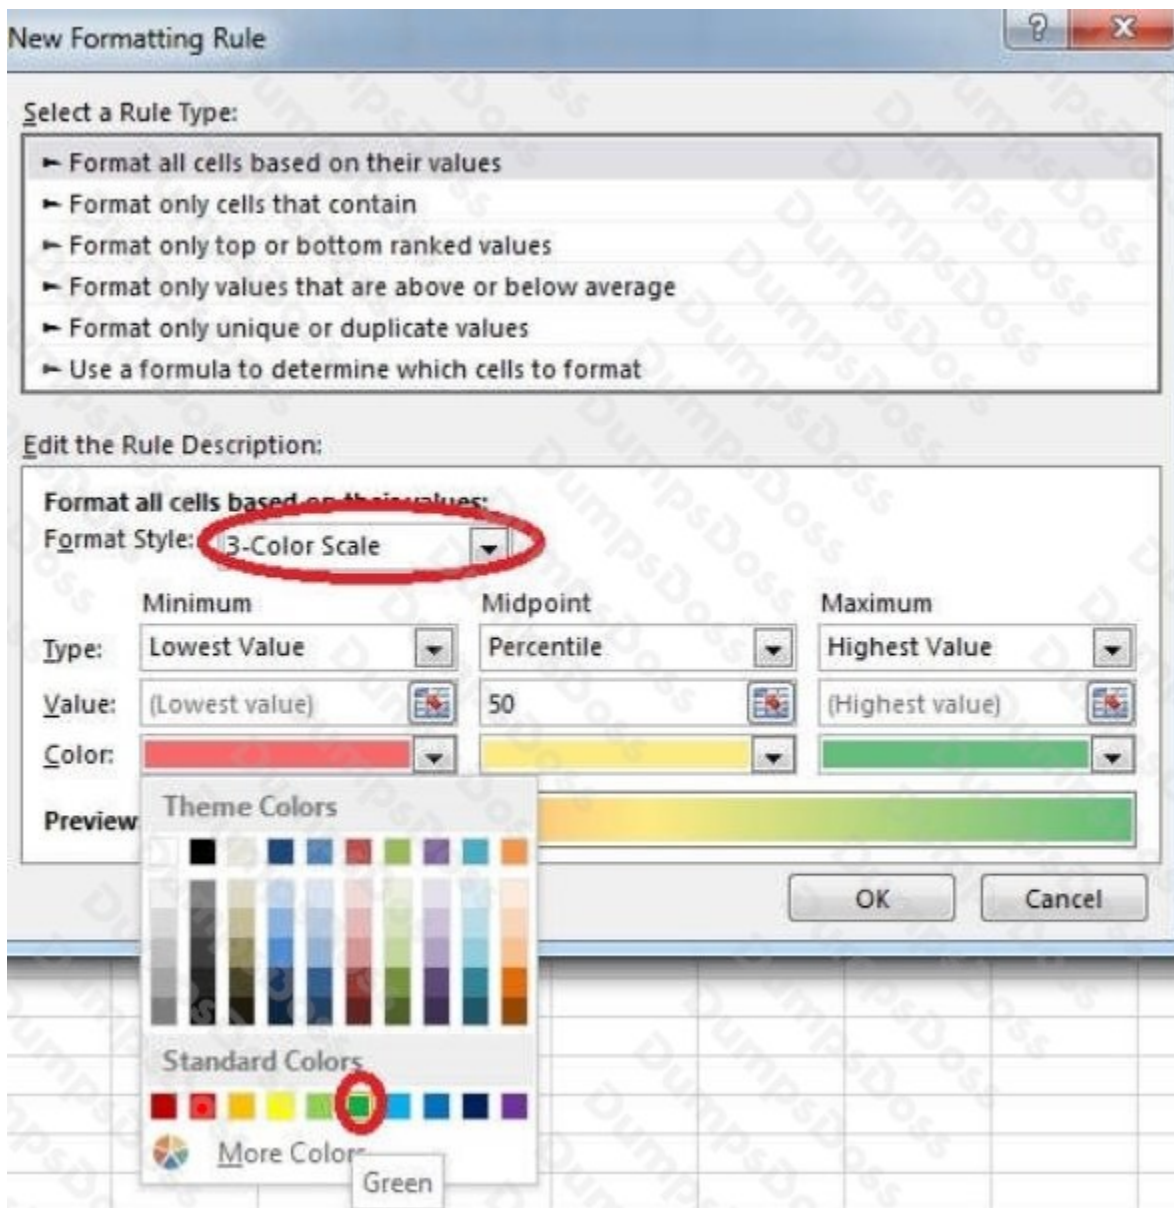 New Formatting Rule
Select a Rule Type:
► Format all cells based on their values
► Format only cells that contain
► Format only top or bottom ranked values
► Format only values that are above or below average
► Format only unique or duplicate values
► Use a formula to determine which cells to format
Edit the Rule Description:
Format all cells based on their values:
Format Style: 3-Color Scale
Minimum Midpoint Maximum
Type: Lowest Value Percentile Highest Value
Value: (Lowest value) 50 (Highest value)
Color:
Theme Colors
Preview
OK Cancel
Standard Colors
More Colors
Green
DumpsDoss